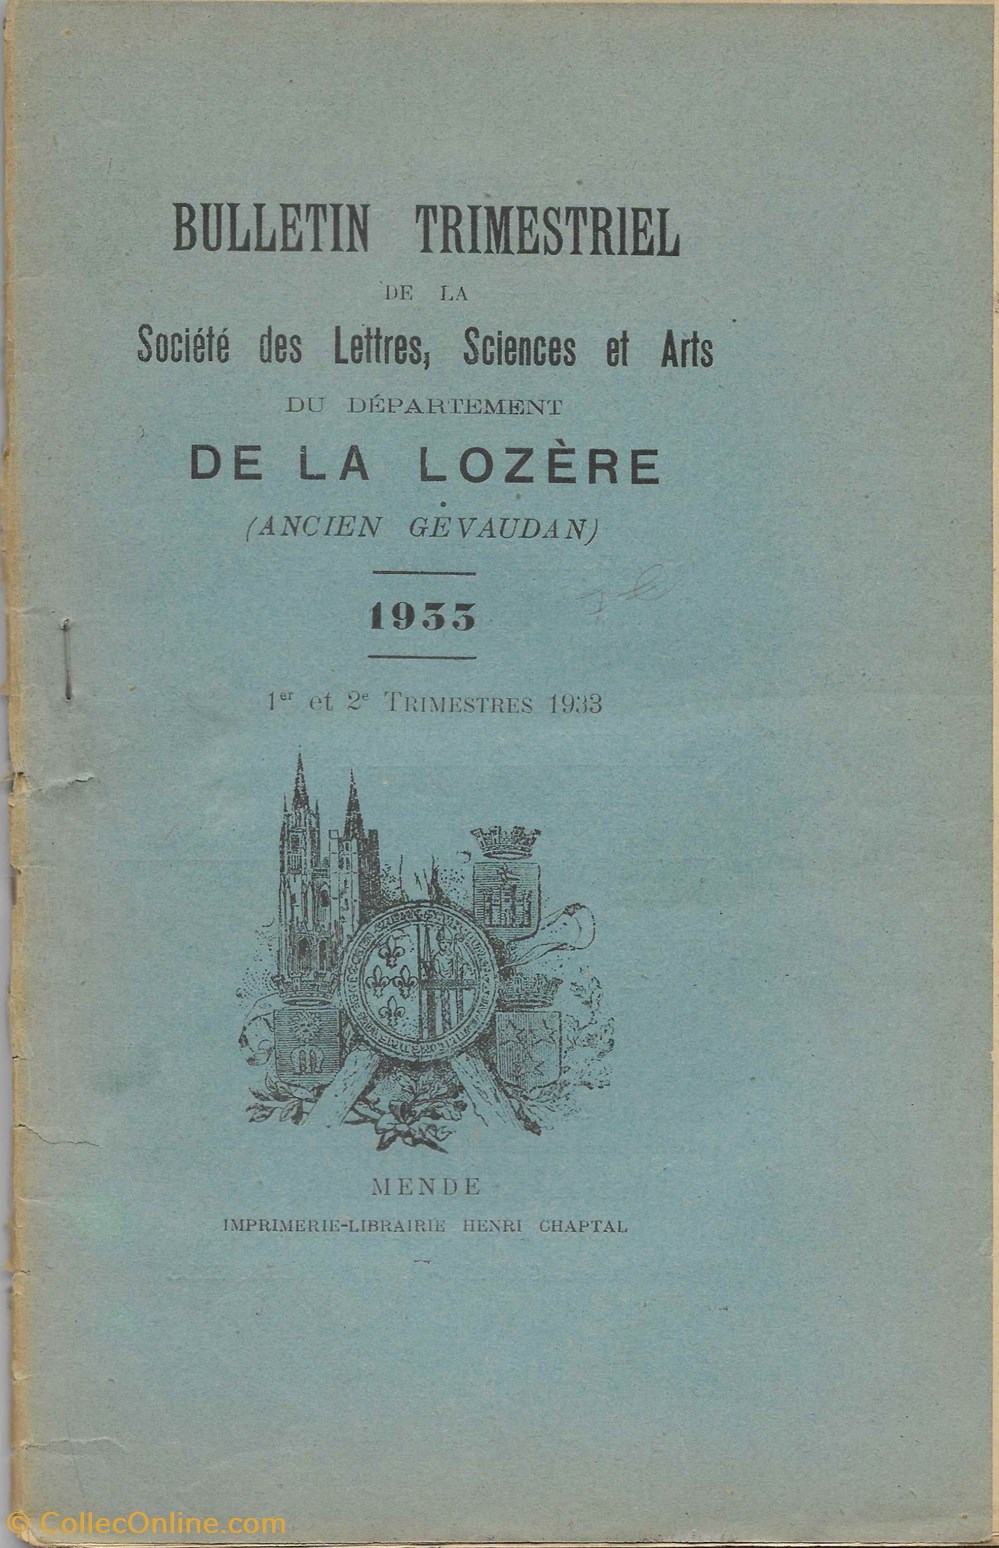 BULLETIN TRIMESTRIEL
DE LA
Société des Lettres, Sciences et Arts
DU DÉPARTEMENT
DE LA LOZÈRE
(ANCIEN GÉVAUDAN)
1933
1er et 2e TRIMESTRES 1933
MENDE
IMPRIMERIE-LIBRAIRIE HENRI CHAPTAL
© CollecOnline.com